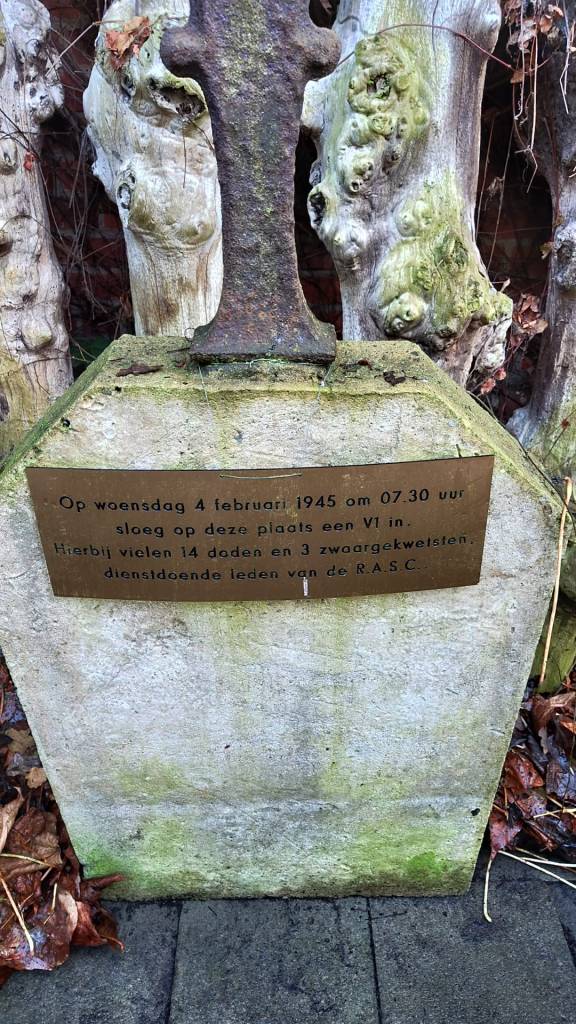 Op woensdag 4 februari 1945 om 07.30 uur
sloeg op deze plaats een V1 in.
Hierbij vielen 14 doden en 3 zwaargekwetsten,
dienstdoende leden van de R.A.S.C..